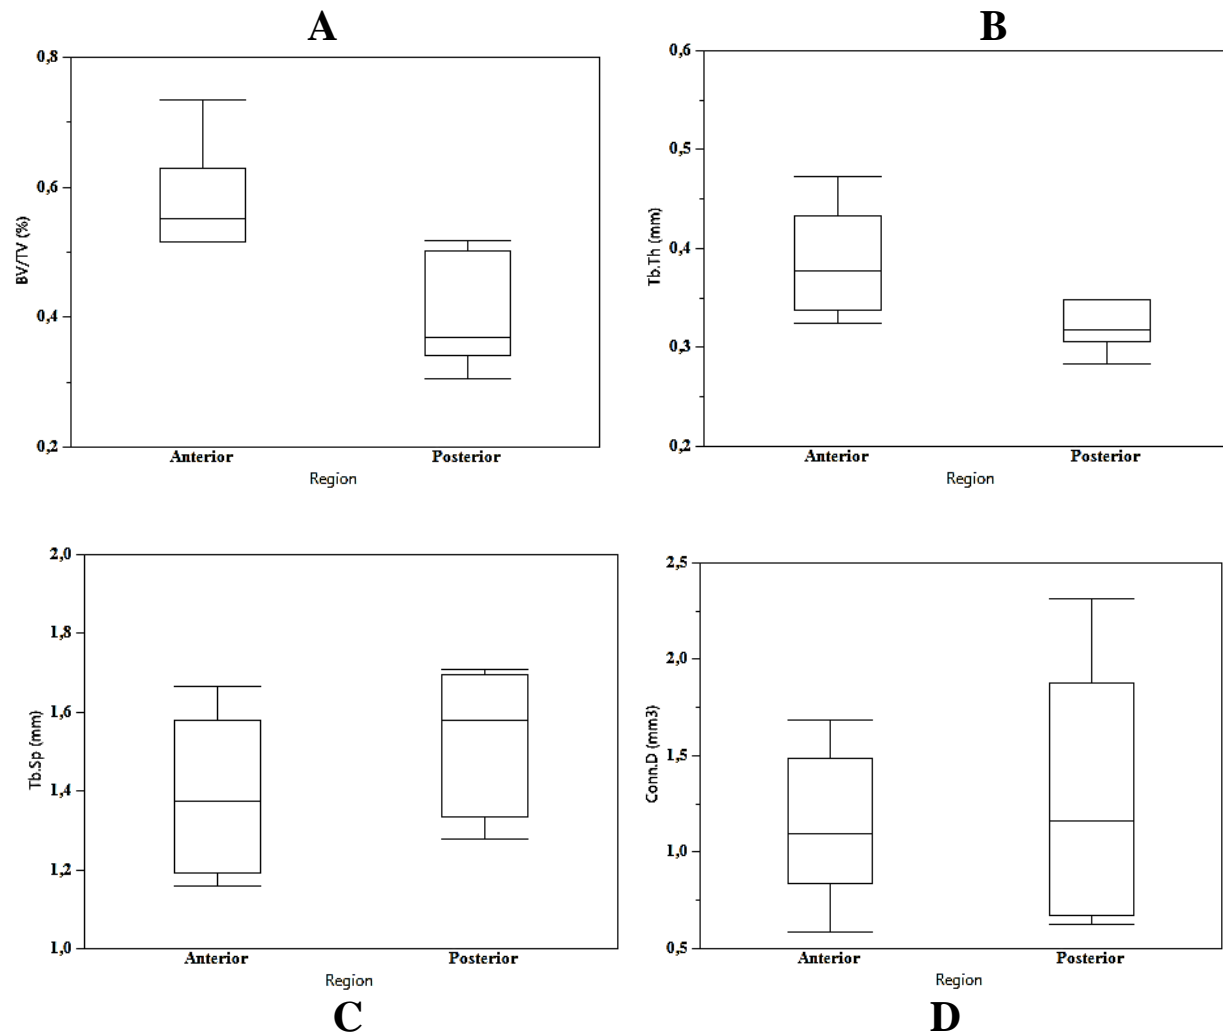 A
0,8
0,6
0,4
0,2
BV/TV (%)
Anterior
Posterior
Region
B
0,6
0,5
0,4
0,3
0,2
Tb.Th (mm)
Anterior
Posterior
Region
2,0
1,8
1,6
1,4
1,2
1,0
Tb.Sp (mm)
Anterior
Posterior
Region
C
2,5
2,0
1,5
1,0
0,5
Conn.D (mm3)
Anterior
Posterior
Region
D